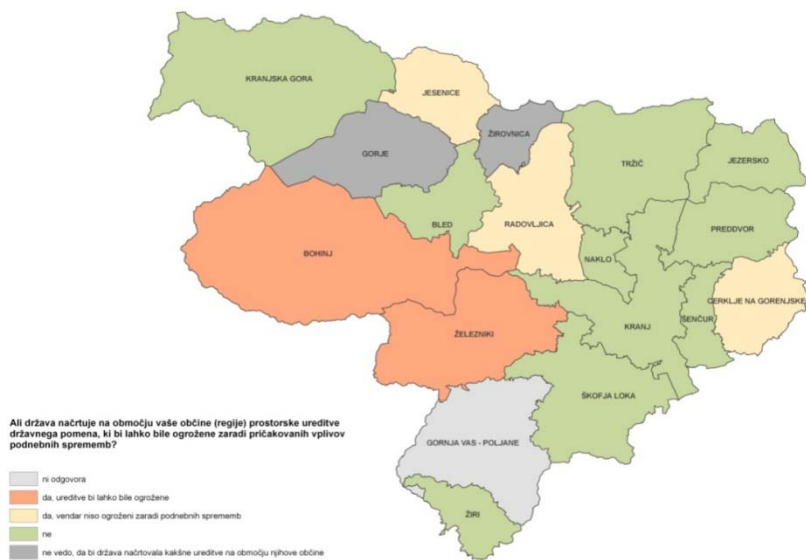 KRANJSKA GORA
JESENICE
ŽIROVNICA
GORJE
TRŽIČ
JEZERSKO
BLED
RADOVLJICA
PREDDVOR
BOHINJ
NAKLO
CERKLJE NA GORENJSKEM
ŠENČUR
KRANJ
ŽELEZNIKI
ŠKOFJA LOKA
GORNJA VAS - POLJANE
ŽIRI
Ali država načrtuje na območju vaše občine (regije) prostorske ureditve
državnega pomena, ki bi lahko bile ogrožene zaradi pričakovanih vplivov
podnebnih sprememb?
ni odgovora
da, ureditve bi lahko bile ogrožene
da, vendar niso ogroženi zaradi podnebnih sprememb
ne
ne vedo, da bi država načrtovala kakšne ureditve na območju njihove občine